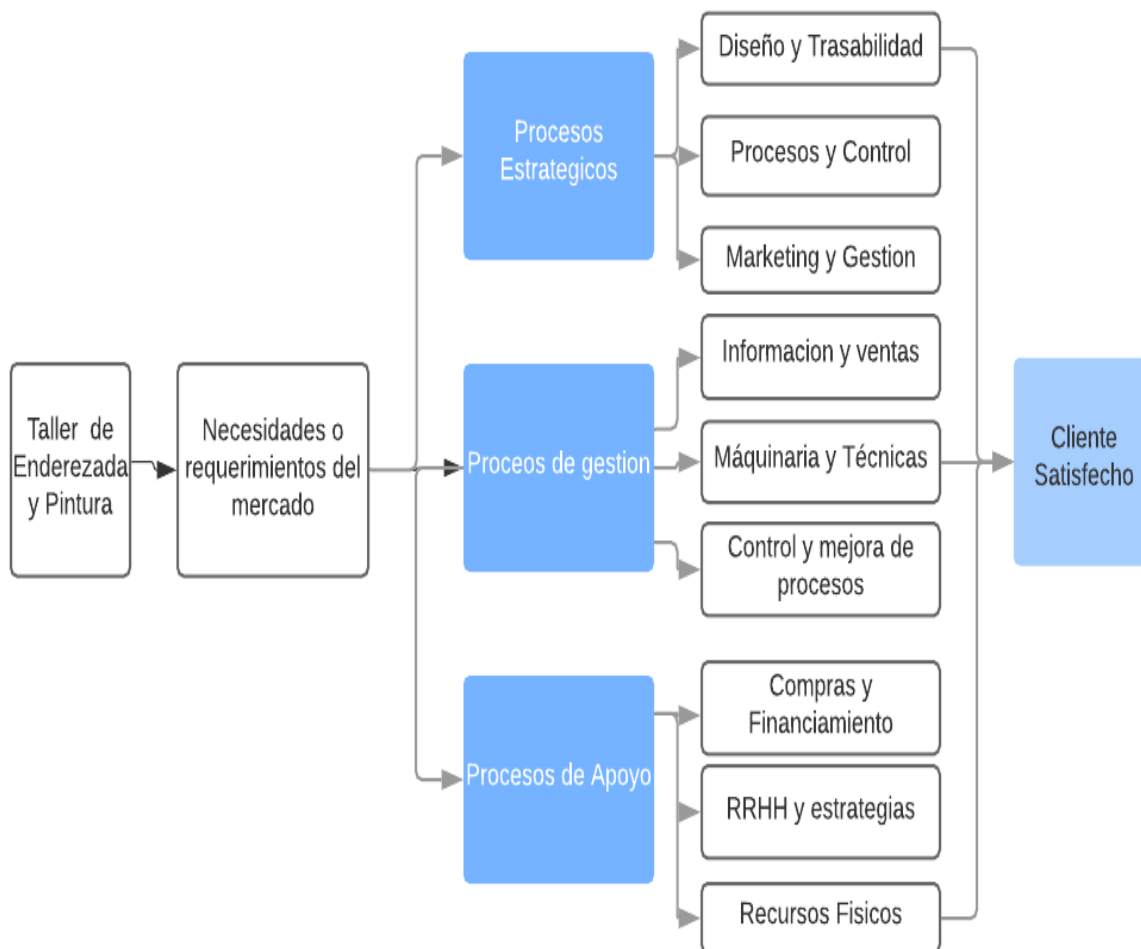 Taller de
Enderezada
y Pintura
Necesidades o
requerimientos del
mercado
Procesos
Estrategicos
Diseño y Trasabilidad
Procesos y Control
Marketing y Gestion
Proceos de gestion
Informacion y ventas
Máquinaria y Técnicas
Control y mejora de
procesos
Procesos de Apoyo
Compras y
Financiamiento
RRHH y estrategias
Recursos Fisicos
Cliente
Satisfecho